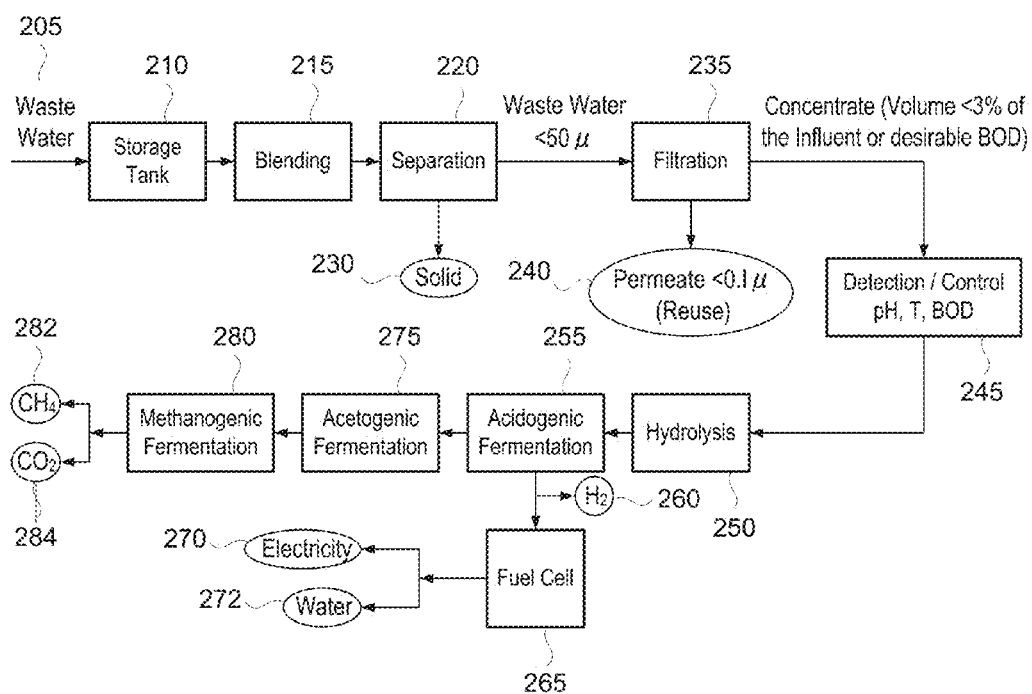 205
210
215
220
235
Waste
Water
Storage
Tank
Blending
Separation
Waste Water
<50 μ
Filtration
Concentrate (Volume <3% of
the Influent or desirable BOD)
230
Solid
240
Permeate <0.1 μ
(Reuse)
Detection / Control
pH, T, BOD
245
282
280
275
255
CH4
CO2
284
Methanogenic
Fermentation
Acetogenic
Fermentation
Acidogenic
Fermentation
Hydrolysis
250
H2
260
270
Electricity
272
Water
Fuel Cell
265